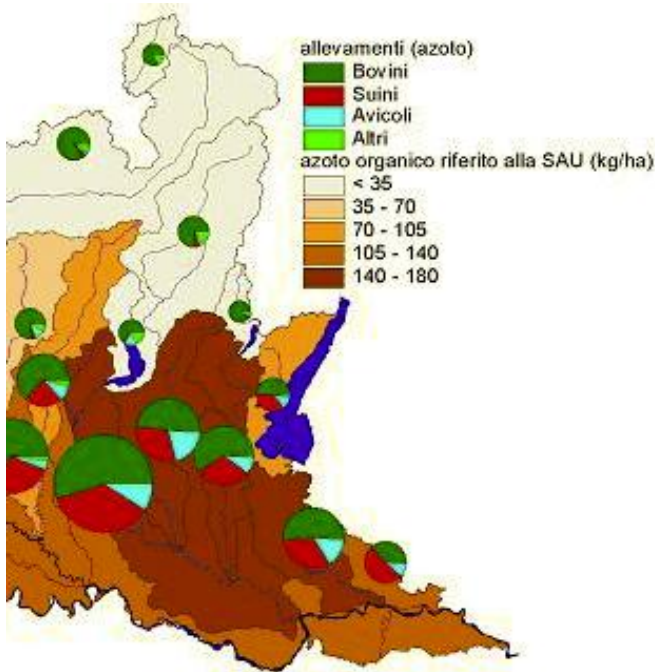 allevamenti (azoto)
Bovini
Suini
Avicoli
Altri
azoto organico riferito alla SAU (kg/ha)
< 35
35 - 70
70 - 105
105 - 140
140 - 180